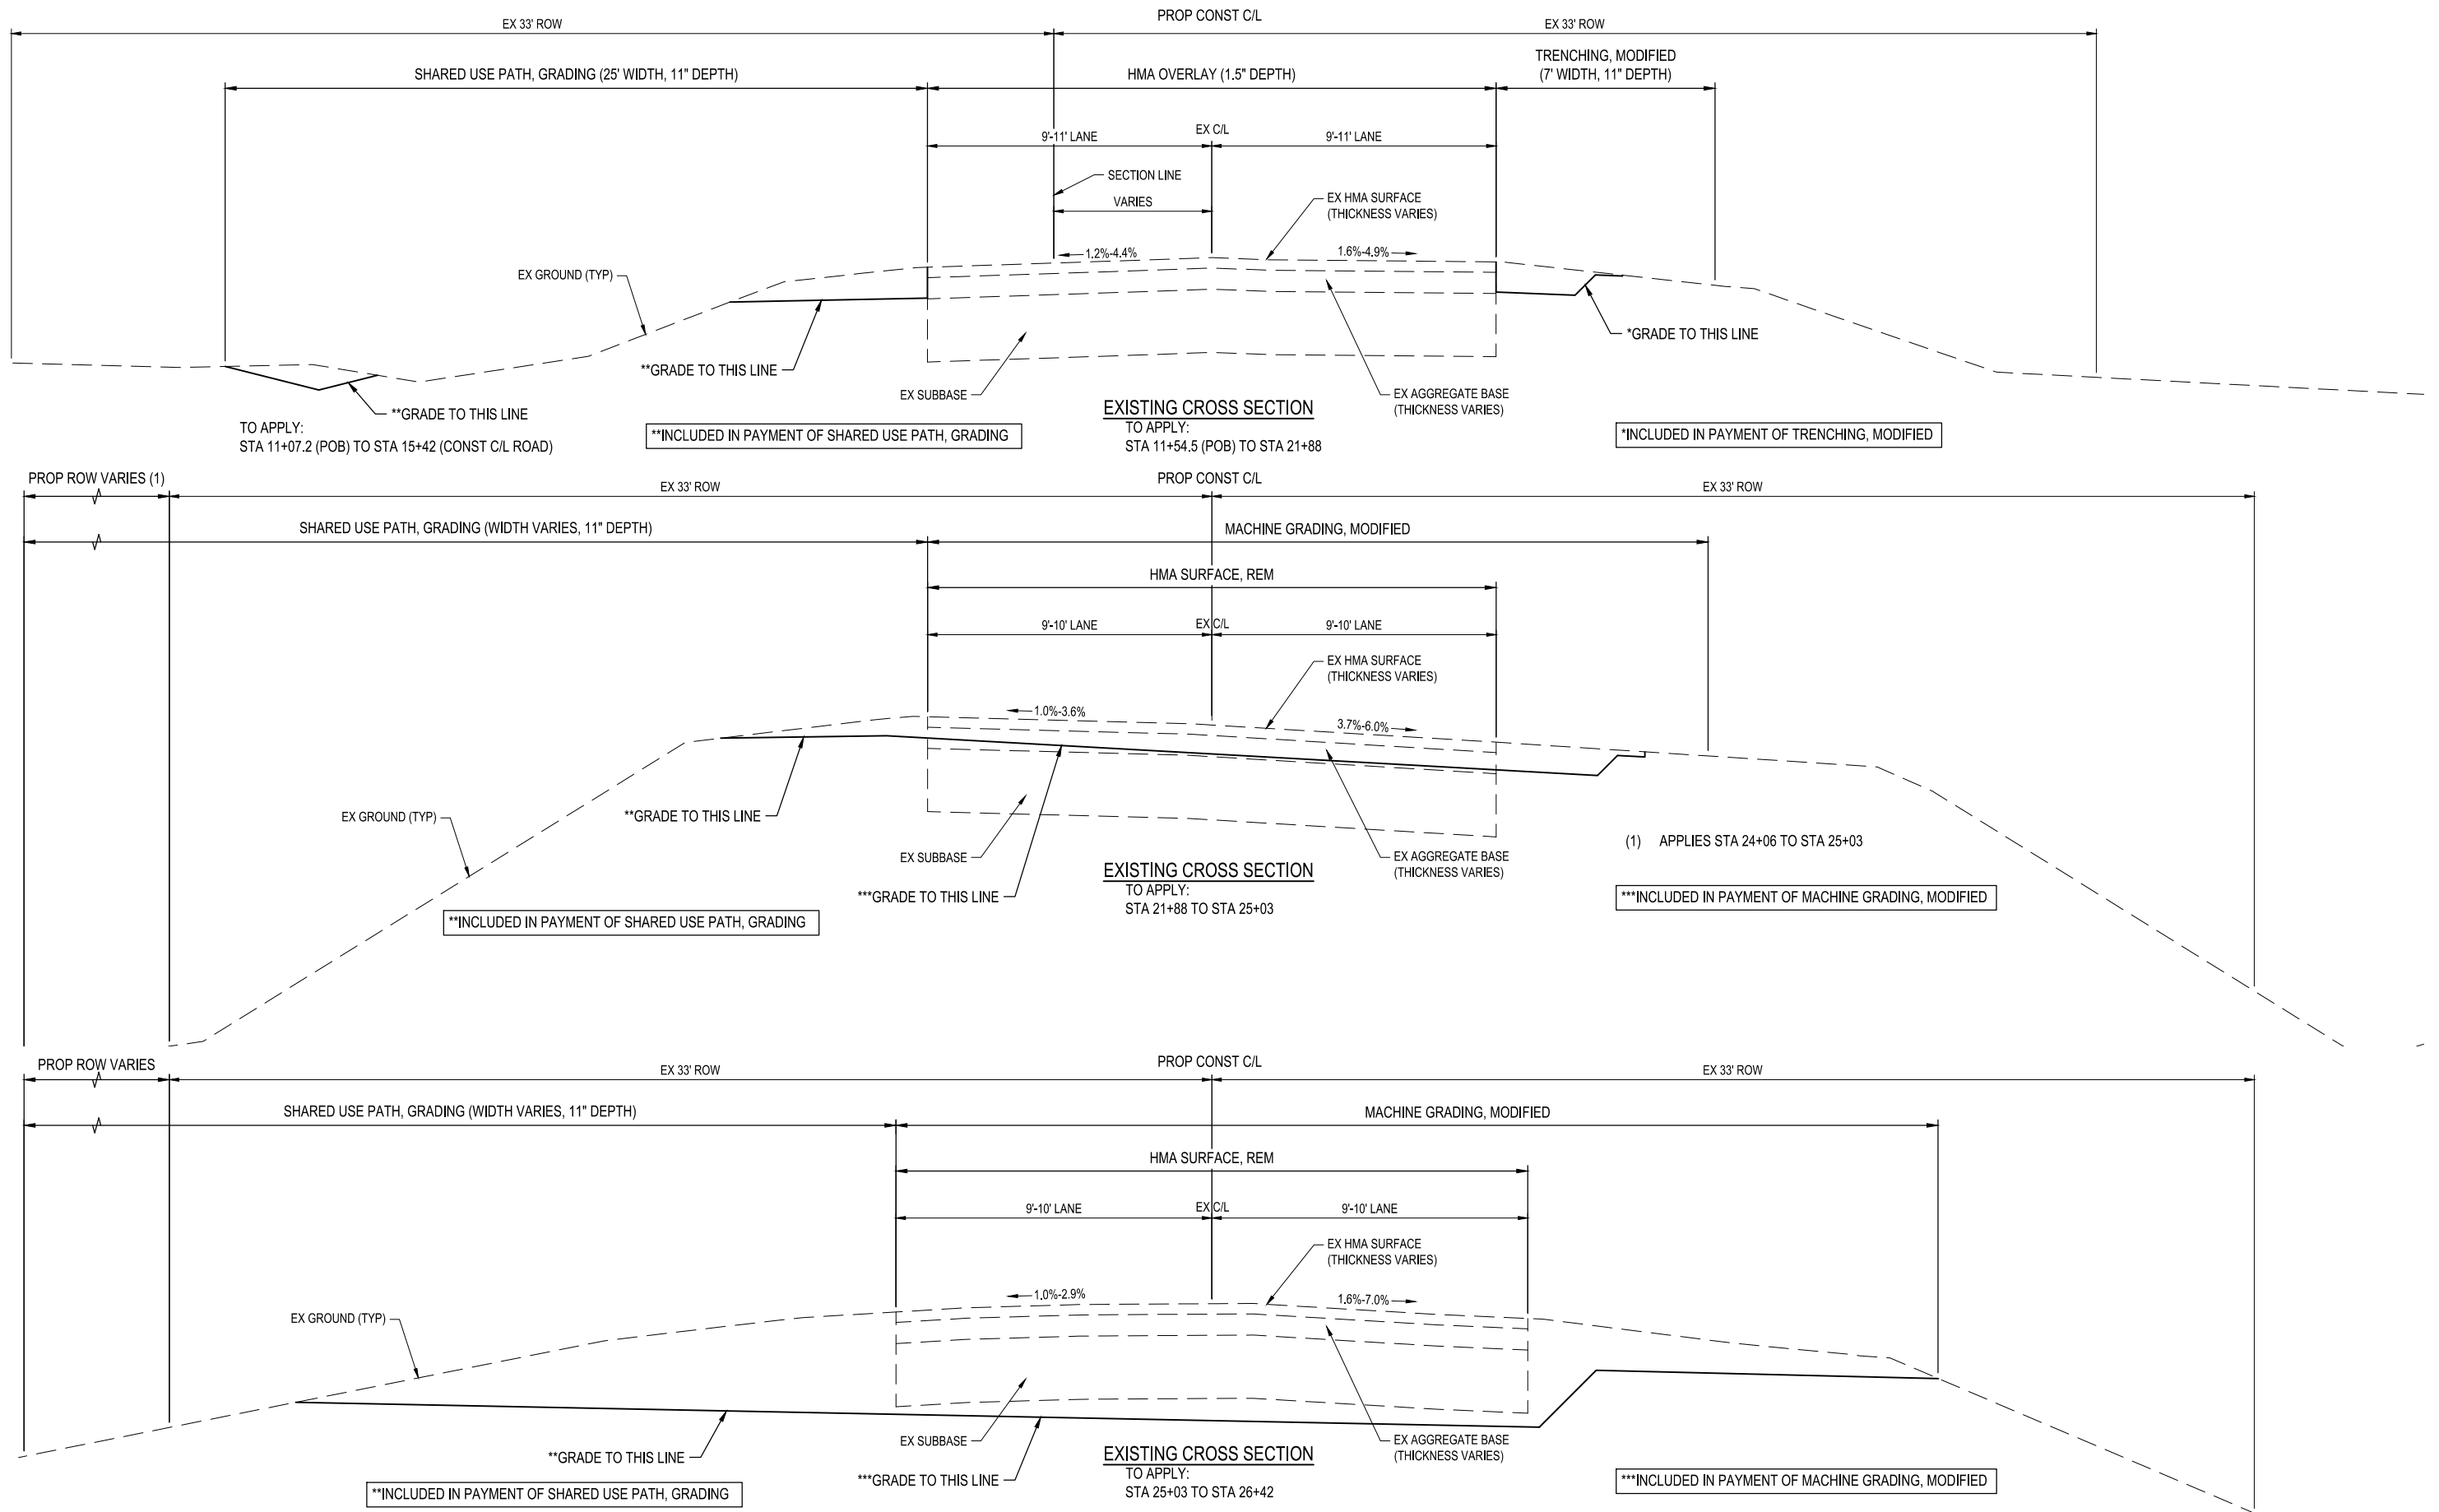 PROP CONST C/L
EX 33' ROW
EX 33' ROW
TRENCHING, MODIFIED
(7' WIDTH, 11" DEPTH)
SHARED USE PATH, GRADING (25' WIDTH, 11" DEPTH)
HMA OVERLAY (1.5" DEPTH)
9'-11' LANE
EX C/L
9'-11' LANE
SECTION LINE
VARIES
EX HMA SURFACE
(THICKNESS VARIES)
1.2%-4.4%
1.6%-4.9%
EX GROUND (TYP)
*GRADE TO THIS LINE
**GRADE TO THIS LINE
EX SUBBASE
EX AGGREGATE BASE
(THICKNESS VARIES)
**GRADE TO THIS LINE
TO APPLY:
STA 11+07.2 (POB) TO STA 15+42 (CONST C/L ROAD)
**INCLUDED IN PAYMENT OF SHARED USE PATH, GRADING
EXISTING CROSS SECTION
TO APPLY:
STA 11+54.5 (POB) TO STA 21+88
*INCLUDED IN PAYMENT OF TRENCHING, MODIFIED
PROP ROW VARIES (1)
EX 33' ROW
PROP CONST C/L
EX 33' ROW
SHARED USE PATH, GRADING (WIDTH VARIES, 11" DEPTH)
MACHINE GRADING, MODIFIED
HMA SURFACE, REM
9'-10' LANE
EX C/L
9'-10' LANE
EX HMA SURFACE
(THICKNESS VARIES)
1.0%-3.6%
3.7%-6.0%
EX GROUND (TYP)
**GRADE TO THIS LINE
EX SUBBASE
***GRADE TO THIS LINE
EX AGGREGATE BASE
(THICKNESS VARIES)
(1) APPLIES STA 24+06 TO STA 25+03
**INCLUDED IN PAYMENT OF SHARED USE PATH, GRADING
EXISTING CROSS SECTION
TO APPLY:
STA 21+88 TO STA 25+03
***INCLUDED IN PAYMENT OF MACHINE GRADING, MODIFIED
PROP ROW VARIES
EX 33' ROW
PROP CONST C/L
EX 33' ROW
SHARED USE PATH, GRADING (WIDTH VARIES, 11" DEPTH)
MACHINE GRADING, MODIFIED
HMA SURFACE, REM
9'-10' LANE
EX C/L
9'-10' LANE
EX HMA SURFACE
(THICKNESS VARIES)
1.0%-2.9%
1.6%-7.0%
EX GROUND (TYP)
**GRADE TO THIS LINE
EX SUBBASE
***GRADE TO THIS LINE
EX AGGREGATE BASE
(THICKNESS VARIES)
**INCLUDED IN PAYMENT OF SHARED USE PATH, GRADING
EXISTING CROSS SECTION
TO APPLY:
STA 25+03 TO STA 26+42
***INCLUDED IN PAYMENT OF MACHINE GRADING, MODIFIED